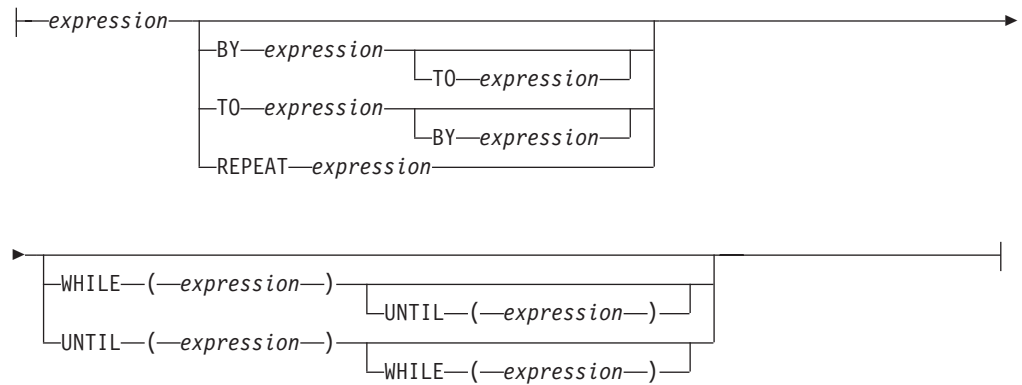 expression
BY expression
TO expression
TO expression
BY expression
REPEAT expression
WHILE ( expression )
UNTIL ( expression )
UNTIL ( expression )
WHILE ( expression )